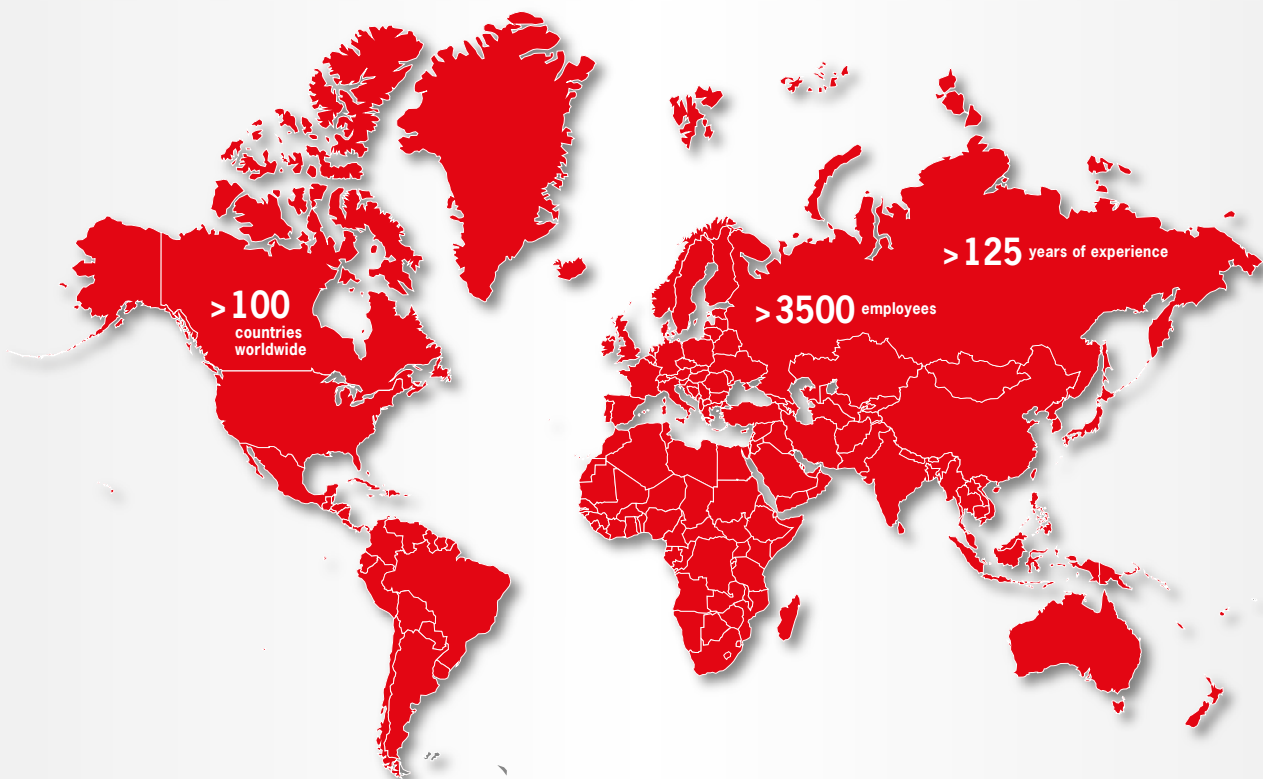 > 125 years of experience
> 100
countries
worldwide
> 3500 employees